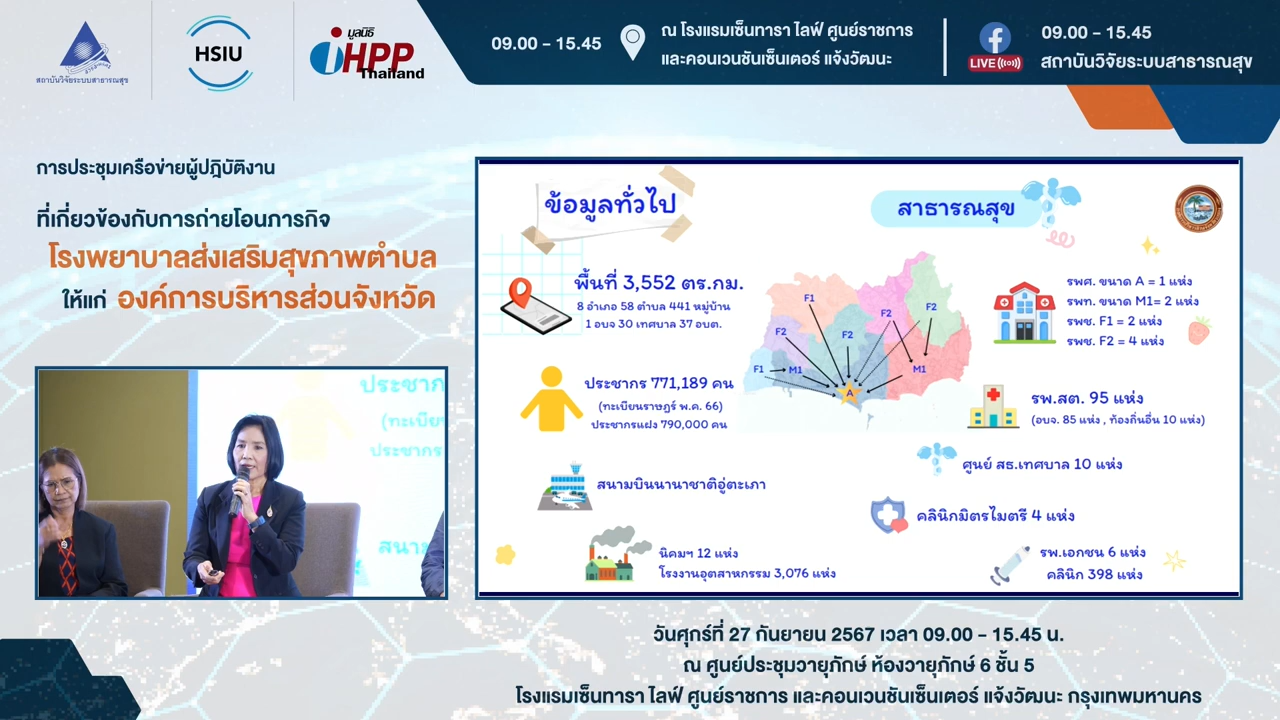 สถาบันวิจัยระบบสาธารณสุข
HSIU
มูลนิธิ
iHPP
Thailand
09.00 - 15.45
ณ โรงแรมเซ็นทารา ไลฟ์ ศูนย์ราชการ
และคอนเวนชันเซ็นเตอร์ แจ้งวัฒนะ
LIVE
09.00 - 15.45
สถาบันวิจัยระบบสาธารณสุข
การประชุมเครือข่ายผู้ปฎิบัติงาน
ที่เกี่ยวข้องกับการถ่ายโอนภารกิจ
โรงพยาบาลส่งเสริมสุขภาพตำบล
ให้แก่ องค์การบริหารส่วนจังหวัด
ข้อมูลทั่วไป
พื้นที่ 3,552 ตร.กม.
8 อำเภอ 58 ตำบล 441 หมู่บ้าน
1 อบจ 30 เทศบาล 37 อบต.
ประชากร 771,189 คน
(ทะเบียนราษฎร์ พ.ค. 66)
ประชากรแฝง 790,000 คน
สนามบินนานาชาติอู่ตะเภา
นิคมฯ 12 แห่ง
โรงงานอุตสาหกรรม 3,076 แห่ง
สาธารณสุข
F1
F2
F2
F2
F2
F1
M1
M1
A
รพศ. ขนาด A = 1 แห่ง
รพท. ขนาด M1= 2 แห่ง
รพช. F1 = 2 แห่ง
รพช. F2 = 4 แห่ง
รพ.สต. 95 แห่ง
(อบจ. 85 แห่ง , ท้องถิ่นอื่น 10 แห่ง)
ศูนย์ สธ.เทศบาล 10 แห่ง
คลินิกมิตรไมตรี 4 แห่ง
รพ.เอกชน 6 แห่ง
คลินิก 398 แห่ง
ประชาก
(ทะเบีย
ประชากร
สนาม
วันศุกร์ที่ 27 กันยายน 2567 เวลา 09.00 - 15.45 น.
ณ ศูนย์ประชุมวายุภักษ์ ห้องวายุภักษ์ 6 ชั้น 5
โรงแรมเซ็นทารา ไลฟ์ ศูนย์ราชการ และคอนเวนชันเซ็นเตอร์ แจ้งวัฒนะ กรุงเทพมหานคร